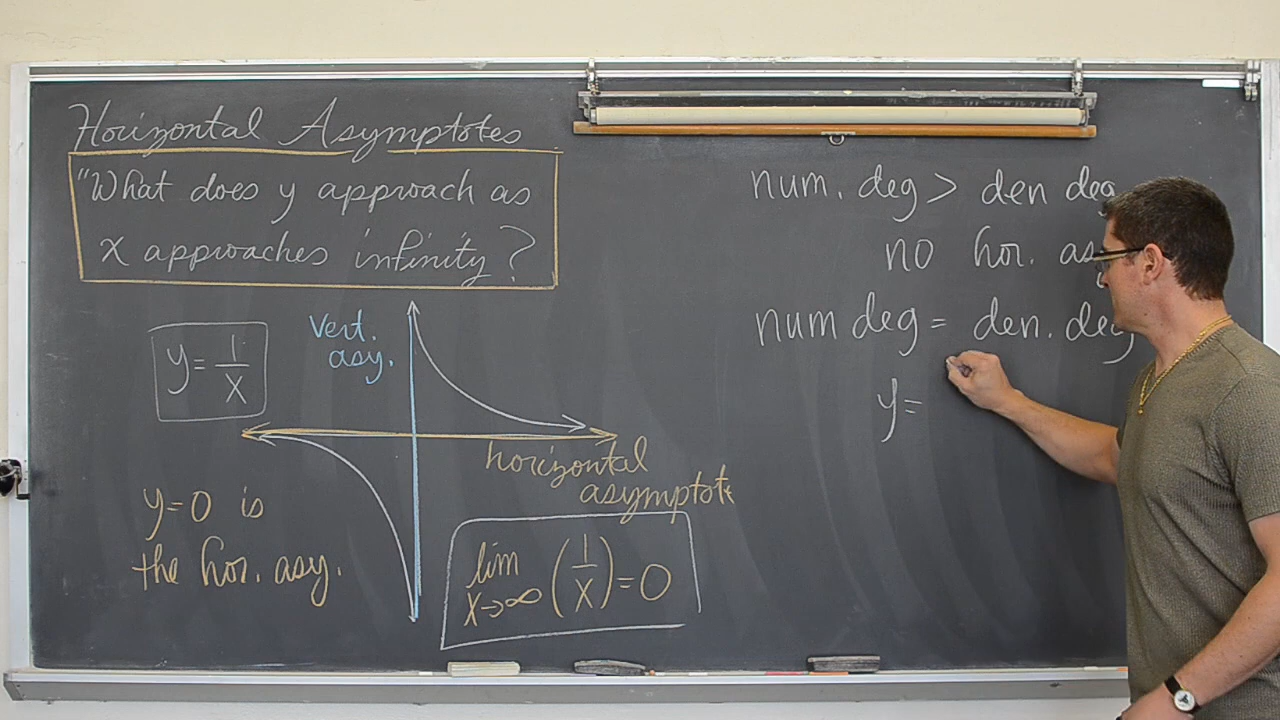 Horizontal Asymptotes
"What does y approach as
x approaches infinity?
y = 1/x
vert.
asy.
horizontal
asymptote
y=0 is
the hor. asy.
lim x→∞ (1/x) = 0
num. deg > den deg
no hor.
num deg = den. deg
y=